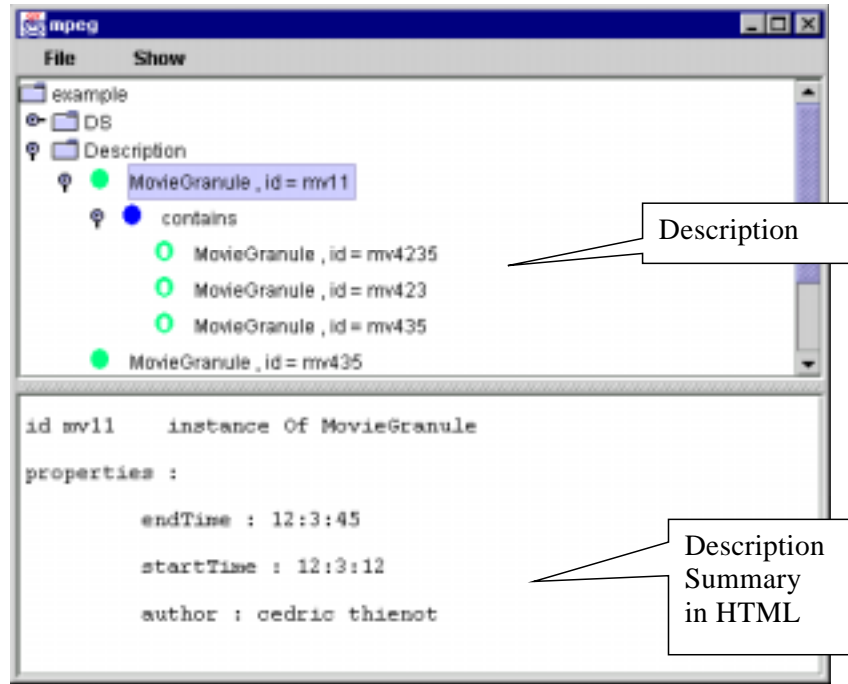 mpeg
File Show
example
DS
Description
MovieGranule , id = mv11
contains
MovieGranule , id = mv4235
MovieGranule , id = mv423
MovieGranule , id = mv435
MovieGranule , id = mv435
Description
id mv11 instance Of MovieGranule
properties :
endTime : 12:3:45
startTime : 12:3:12
author : cedric thienot
Description
Summary
in HTML